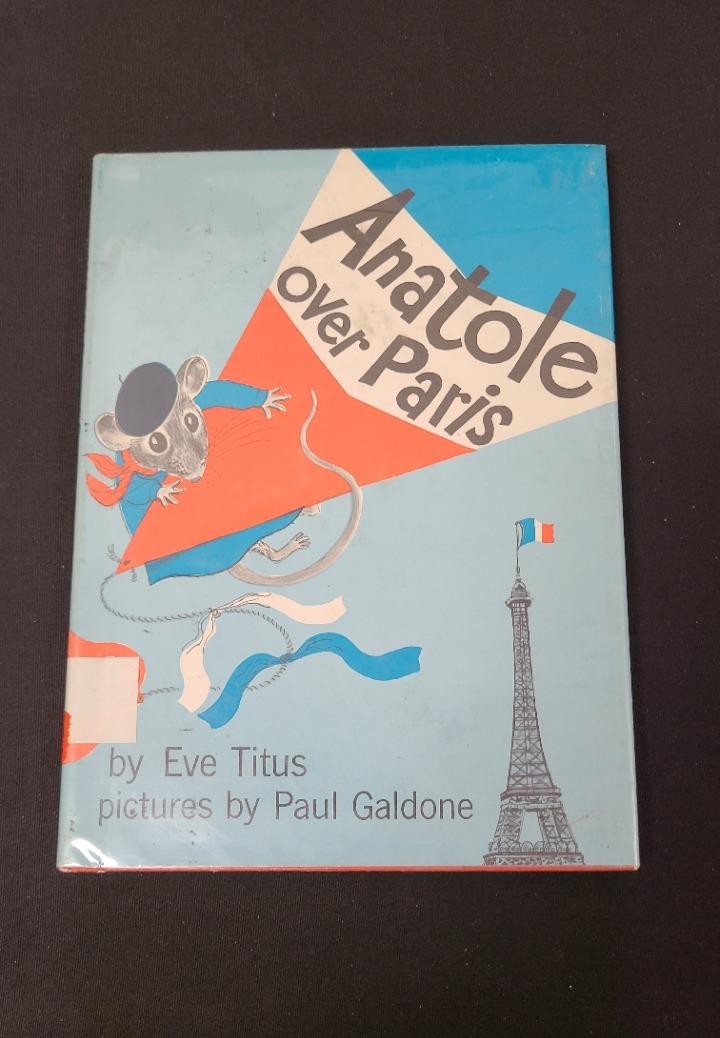 Anatole
over Paris
by Eve Titus
pictures by Paul Galdone